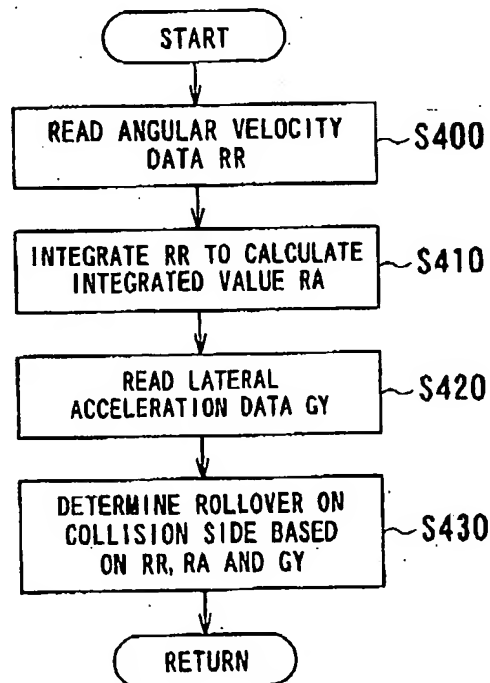 START
READ ANGULAR VELOCITY
DATA RR
S400
INTEGRATE RR TO CALCULATE
INTEGRATED VALUE RA
S410
READ LATERAL
ACCELERATION DATA GY
S420
DETERMINE ROLLOVER ON
COLLISION SIDE BASED
ON RR, RA AND GY
S430
RETURN